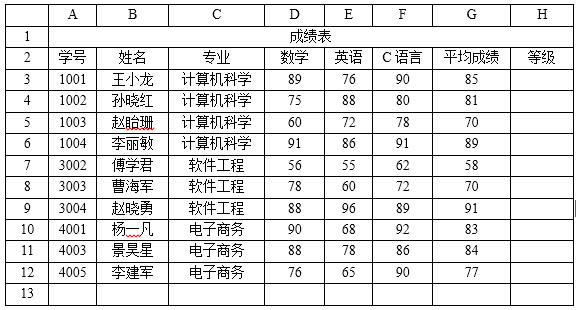 A B C D E F G H
1 成绩表
2 学号 姓名 专业 数学 英语 C 语言 平均成绩 等级
3 1001 王小龙 计算机科学 89 76 90 85
4 1002 孙晓红 计算机科学 75 88 80 81
5 1003 赵眙珊 计算机科学 60 72 78 70
6 1004 李丽敏 计算机科学 91 86 91 89
7 3002 傅学君 软件工程 56 55 62 58
8 3003 曹海军 软件工程 78 60 72 70
9 3004 赵晓勇 软件工程 88 96 89 91
10 4001 杨一凡 电子商务 90 68 92 83
11 4003 景昊星 电子商务 88 78 86 84
12 4005 李建军 电子商务 76 65 90 77
13